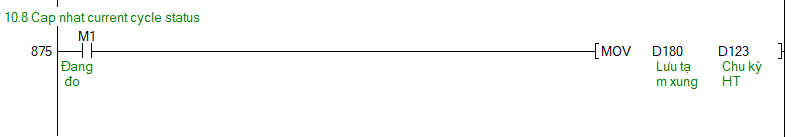 * 10.8 Cap nhat current cycle status
M1
875 [MOV D180 D123 ]
Đang Lưu tạ Chu kỳ
đo m xung HT